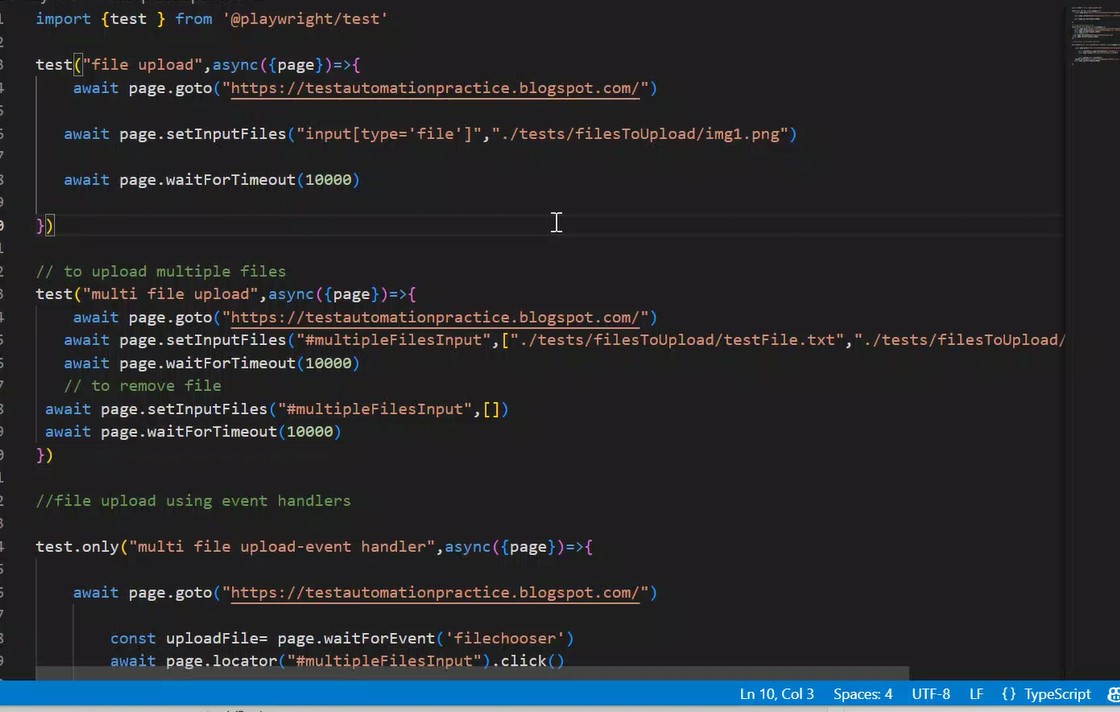 import {test } from '@playwright/test'
test("file upload",async({page})=>{
await page.goto("https://testautomationpractice.blogspot.com/")
await page.setInputFiles("input[type='file']","./tests/filesToUpload/img1.png")
await page.waitForTimeout(10000)
})
// to upload multiple files
test("multi file upload",async({page})=>{
await page.goto("https://testautomationpractice.blogspot.com/")
await page.setInputFiles("#multipleFilesInput",["./tests/filesToUpload/testFile.txt","./tests/filesToUpload/
await page.waitForTimeout(10000)
// to remove file
await page.setInputFiles("#multipleFilesInput",[])
await page.waitForTimeout(10000)
})
//file upload using event handlers
test.only("multi file upload-event handler",async({page})=>{
await page.goto("https://testautomationpractice.blogspot.com/")
const uploadFile= page.waitForEvent('filechooser')
await page.locator("#multipleFilesInput").click()
Ln 10, Col 3 Spaces: 4 UTF-8 LF {} TypeScript